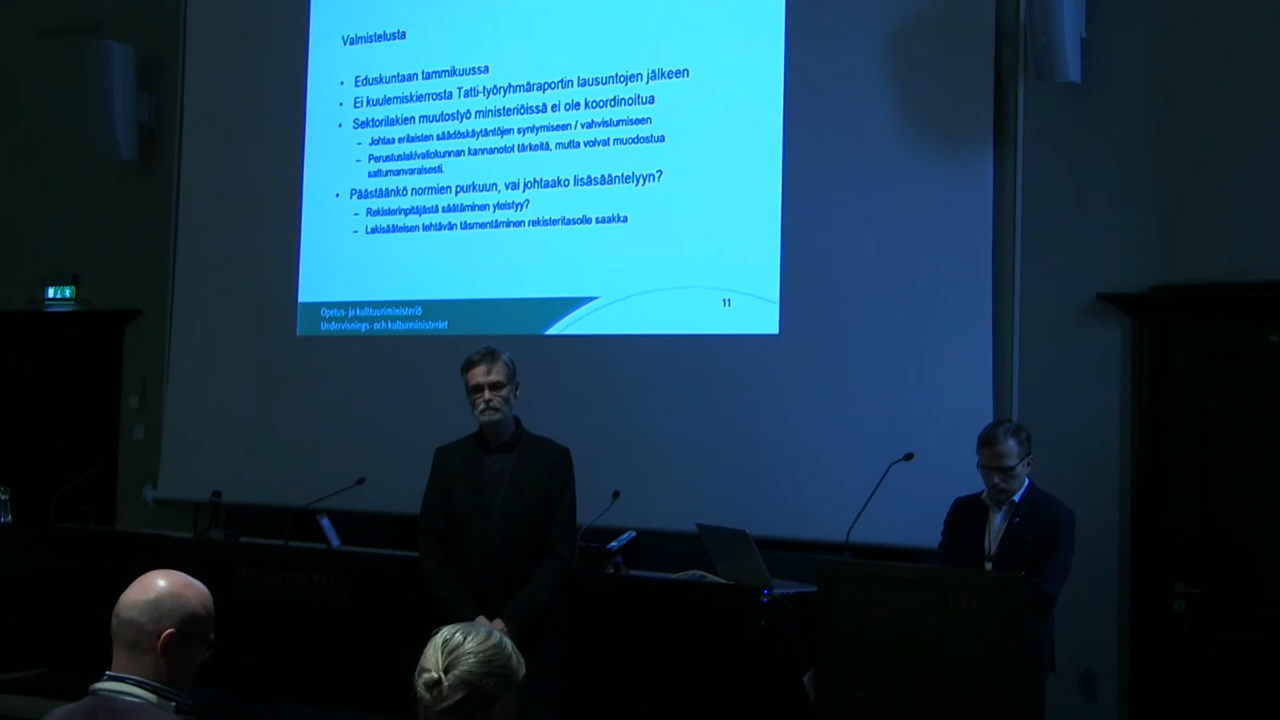 Valmistelusta
• Eduskuntaan tammikuussa
• Ei kuulemiskierrosta Tatti-työryhmäraportin lausuntojen jälkeen
• Sektorilakien muutostyö ministeriöissä ei ole koordinoitua
– Johtaa erilaisten säädöskäytäntöjen syntymiseen / vahvistumiseen
– Perustuslakivaliokunnan kannanotot tärkeitä, mutta voivat muodostua
sattumanvaraisesti.
• Päästäänkö normien purkuun, vai johtaako lisäsääntelyyn?
– Rekisterinpitäjästä säätäminen yleistyy?
– Lakisääteisen tehtävän täsmentäminen rekisteritasolle saakka
Opetus- ja kulttuuriministeriö
Undervisnings- och kulturministeriet
11